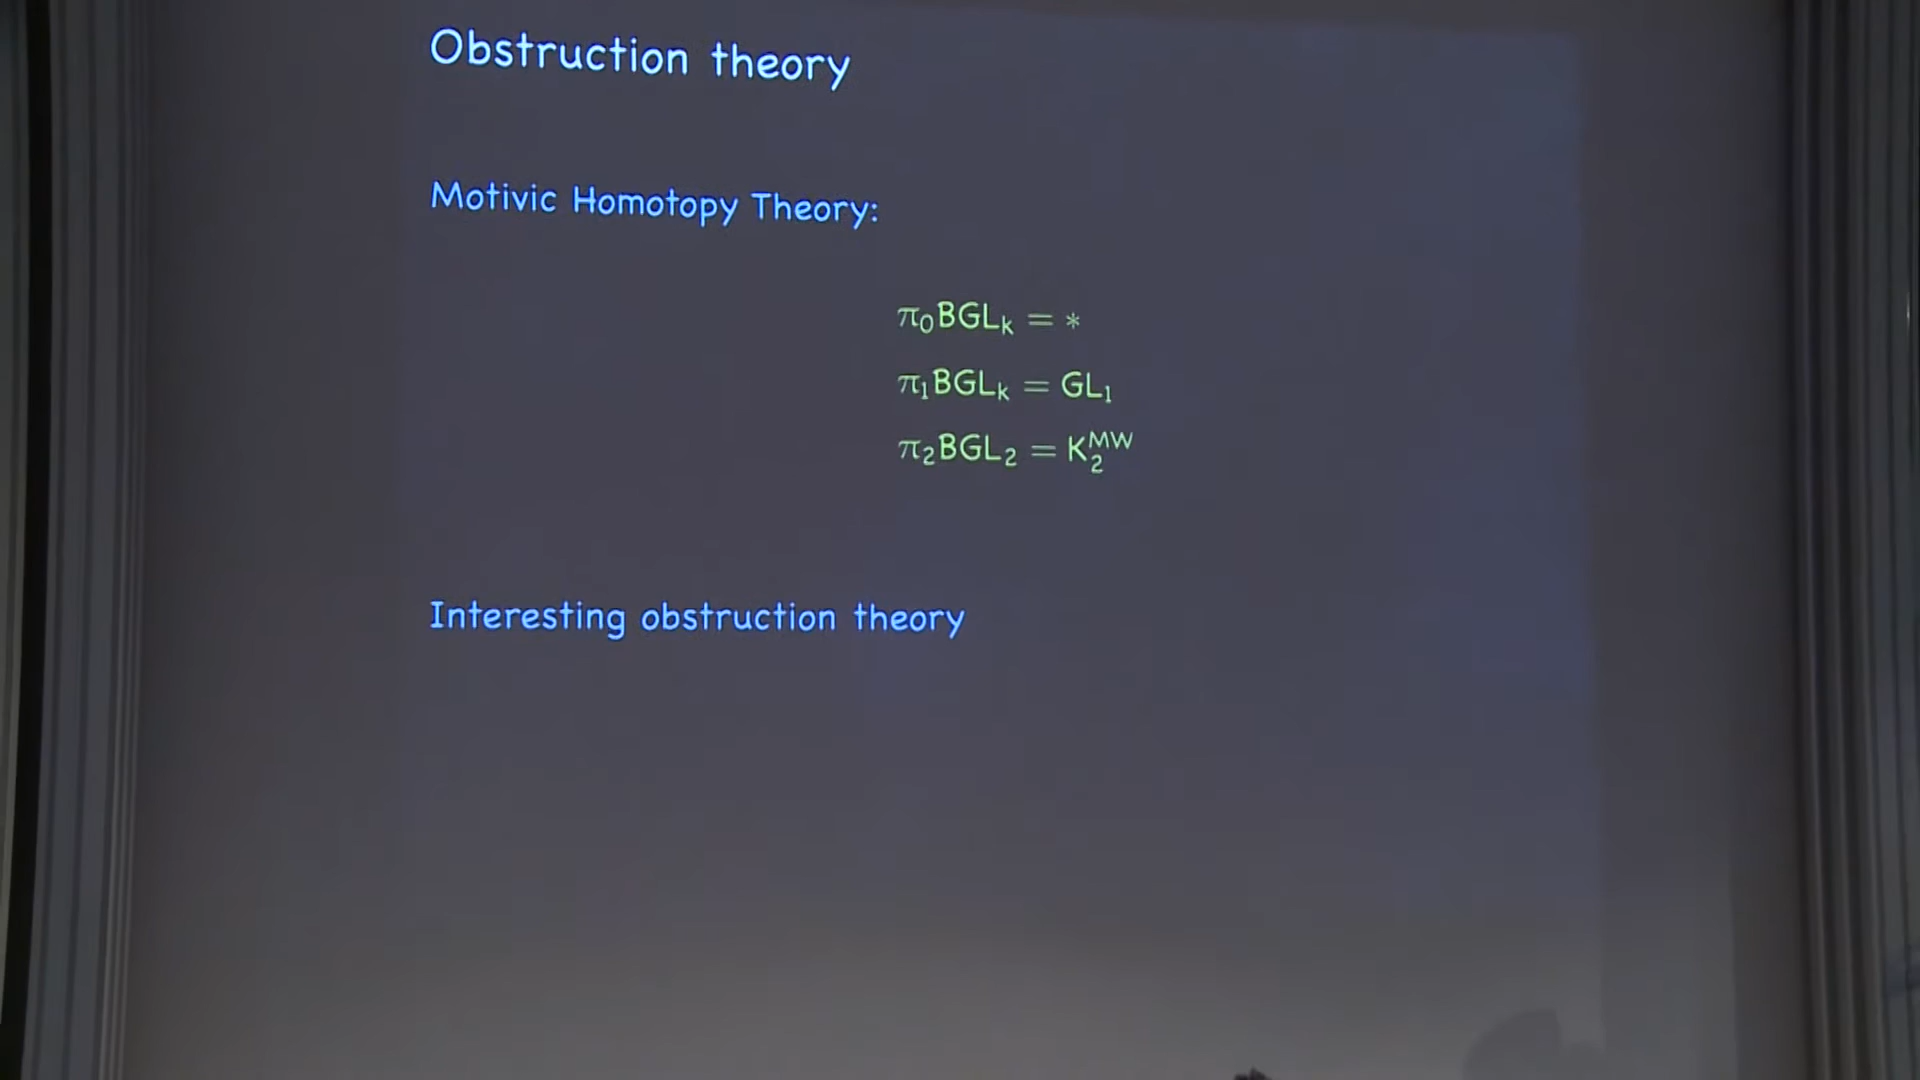 Obstruction theory
Motivic Homotopy Theory:
π₀BGLₖ = *
π₁BGLₖ = GL₁
π₂BGL₂ = K₂ᴹᵂ
Interesting obstruction theory